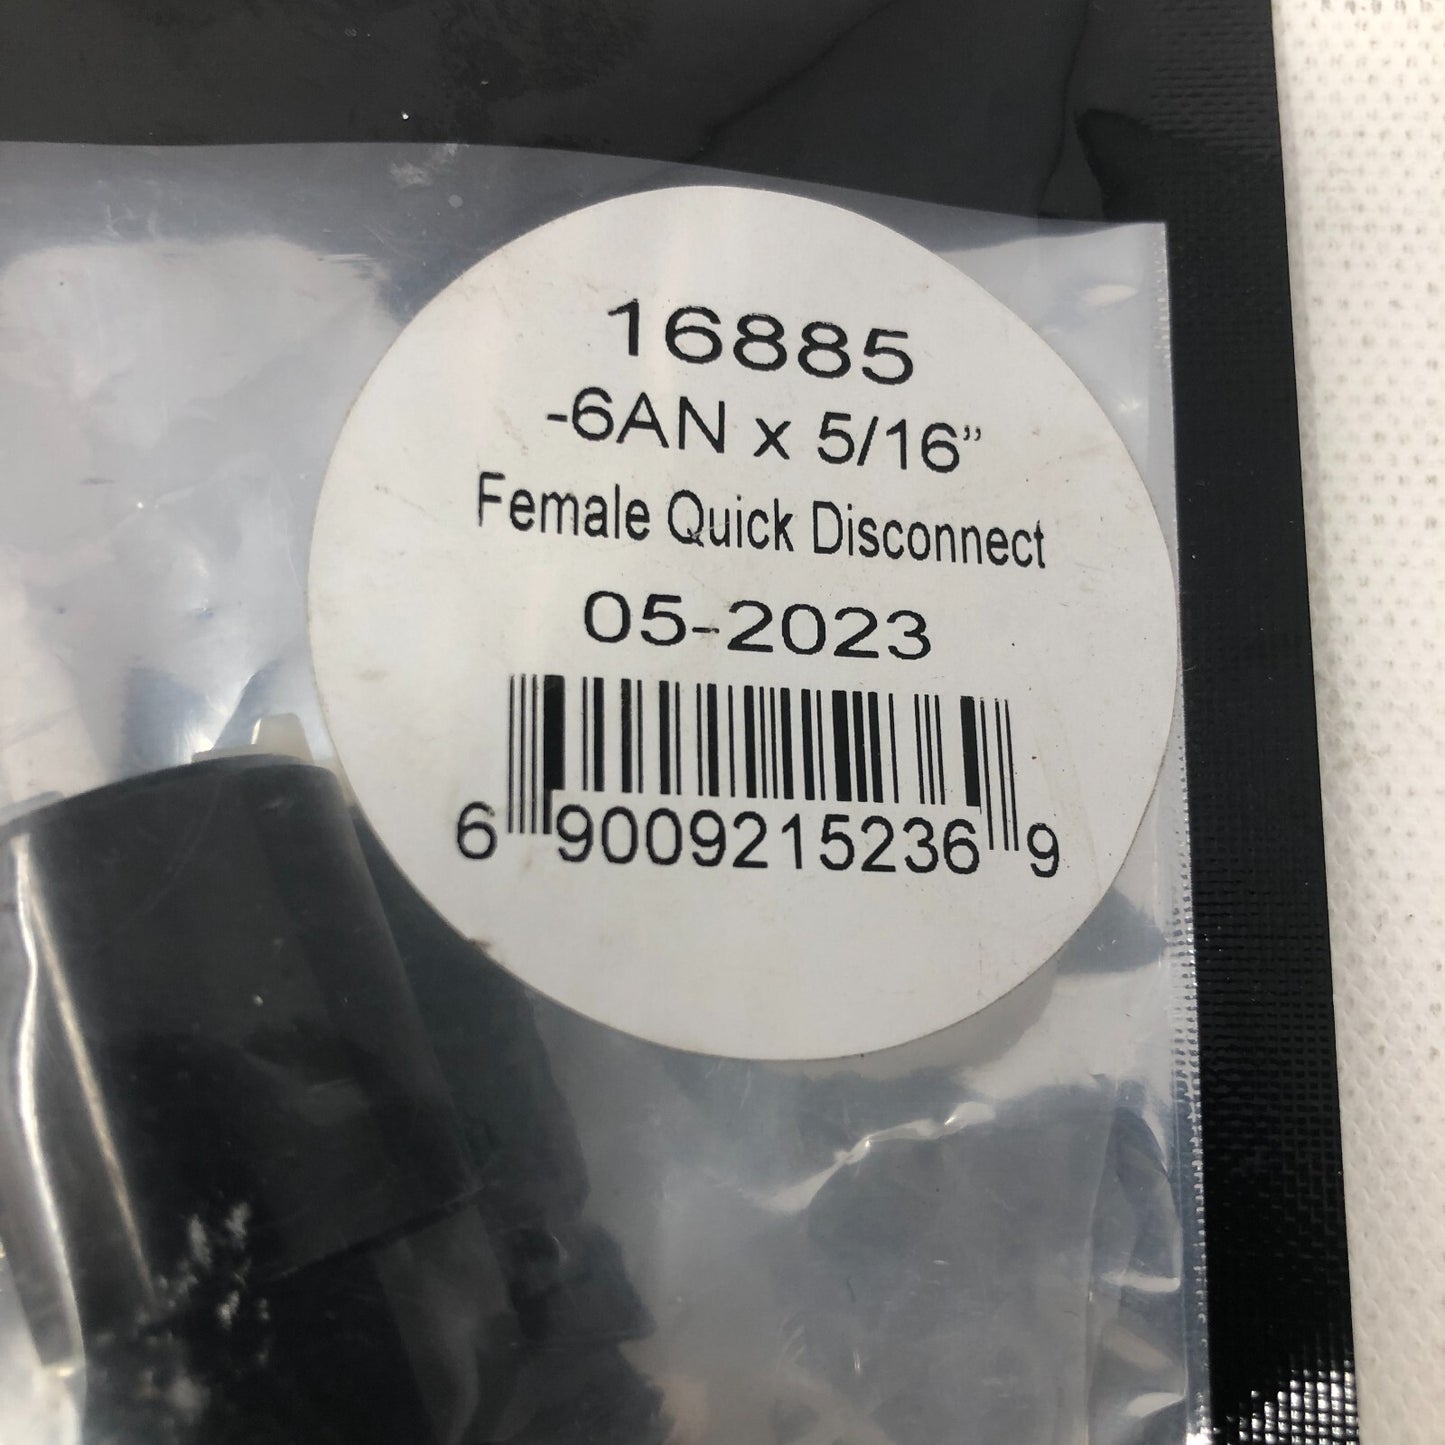 16885
-6AN x 5/16”
Female Quick Disconnect
05-2023
6 9009215236 9